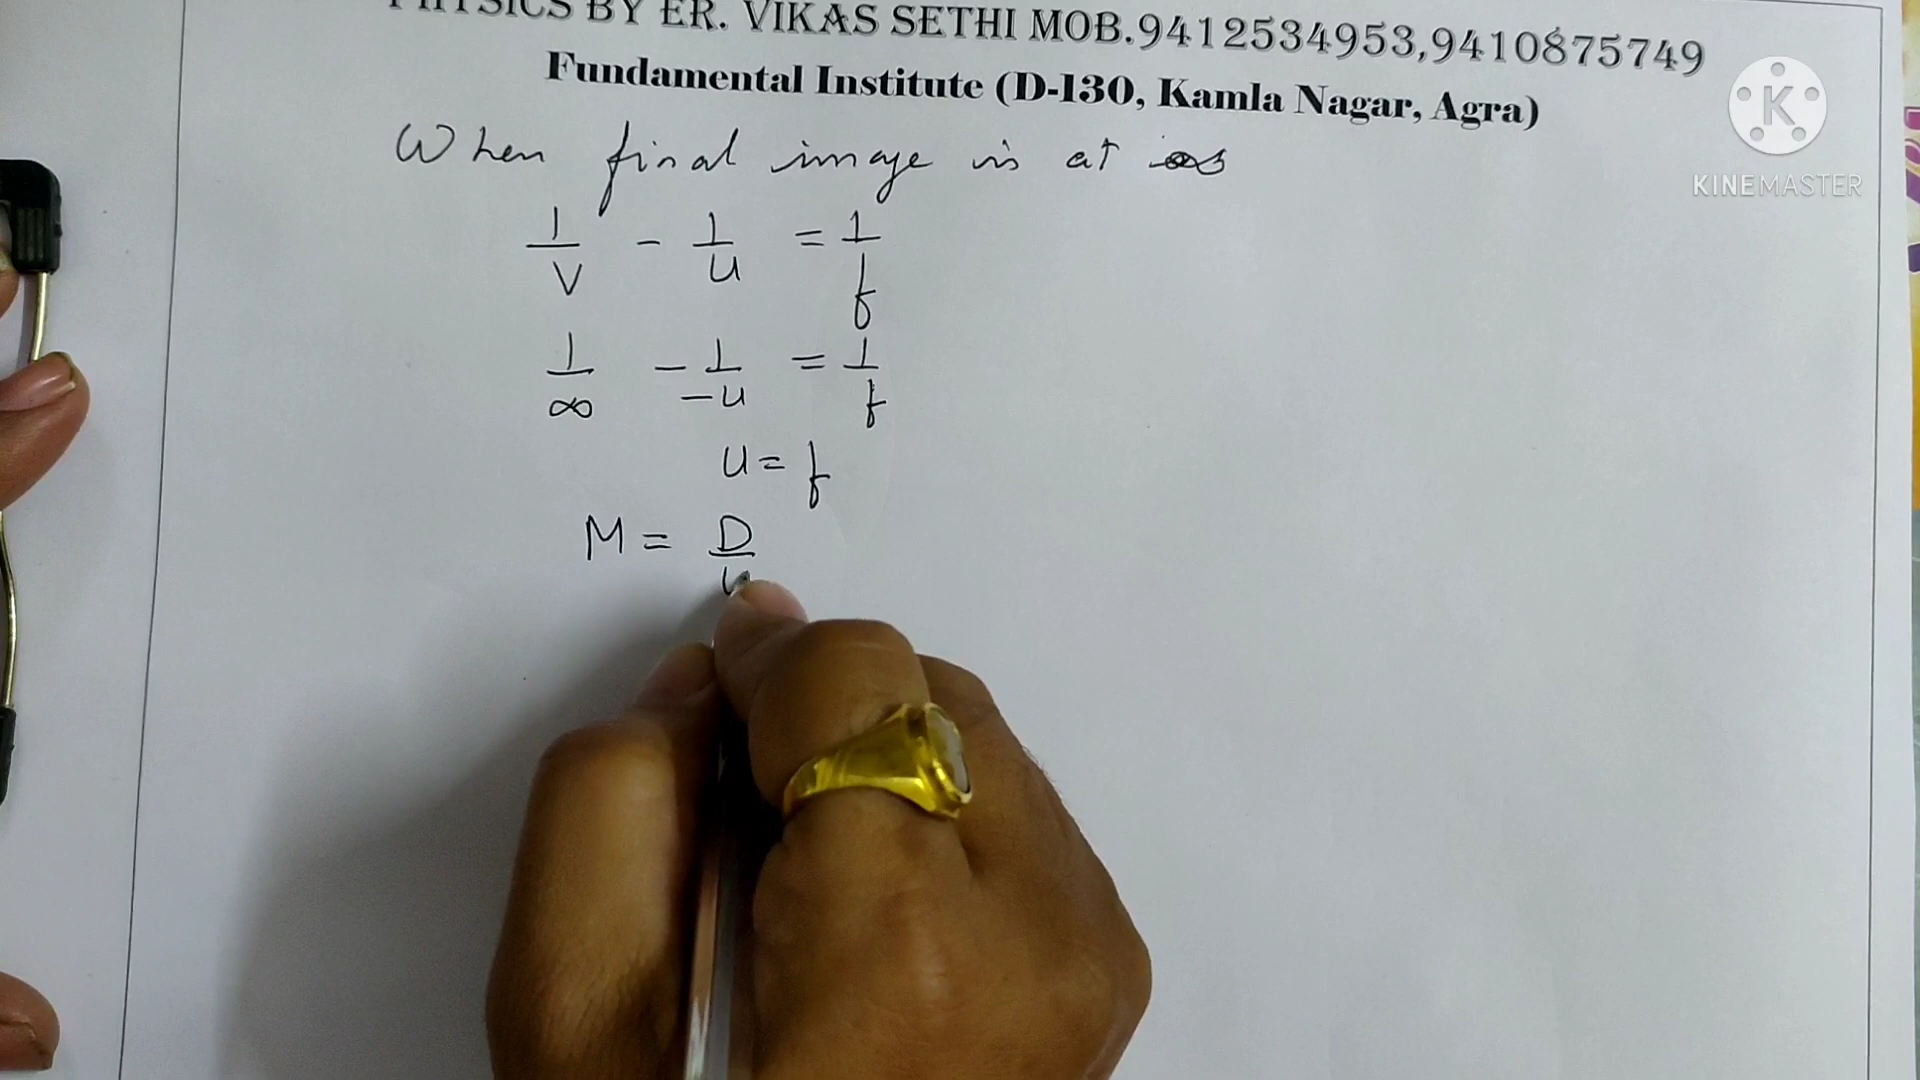 PHYSICS BY ER. VIKAS SETHI MOB.9412534953,9410875749
Fundamental Institute (D-130, Kamla Nagar, Agra)
K
KINEMASTER
When final image is at ∞
1/V - 1/u = 1/f
1/∞ - 1/-u = 1/f
u = f
M = D/u